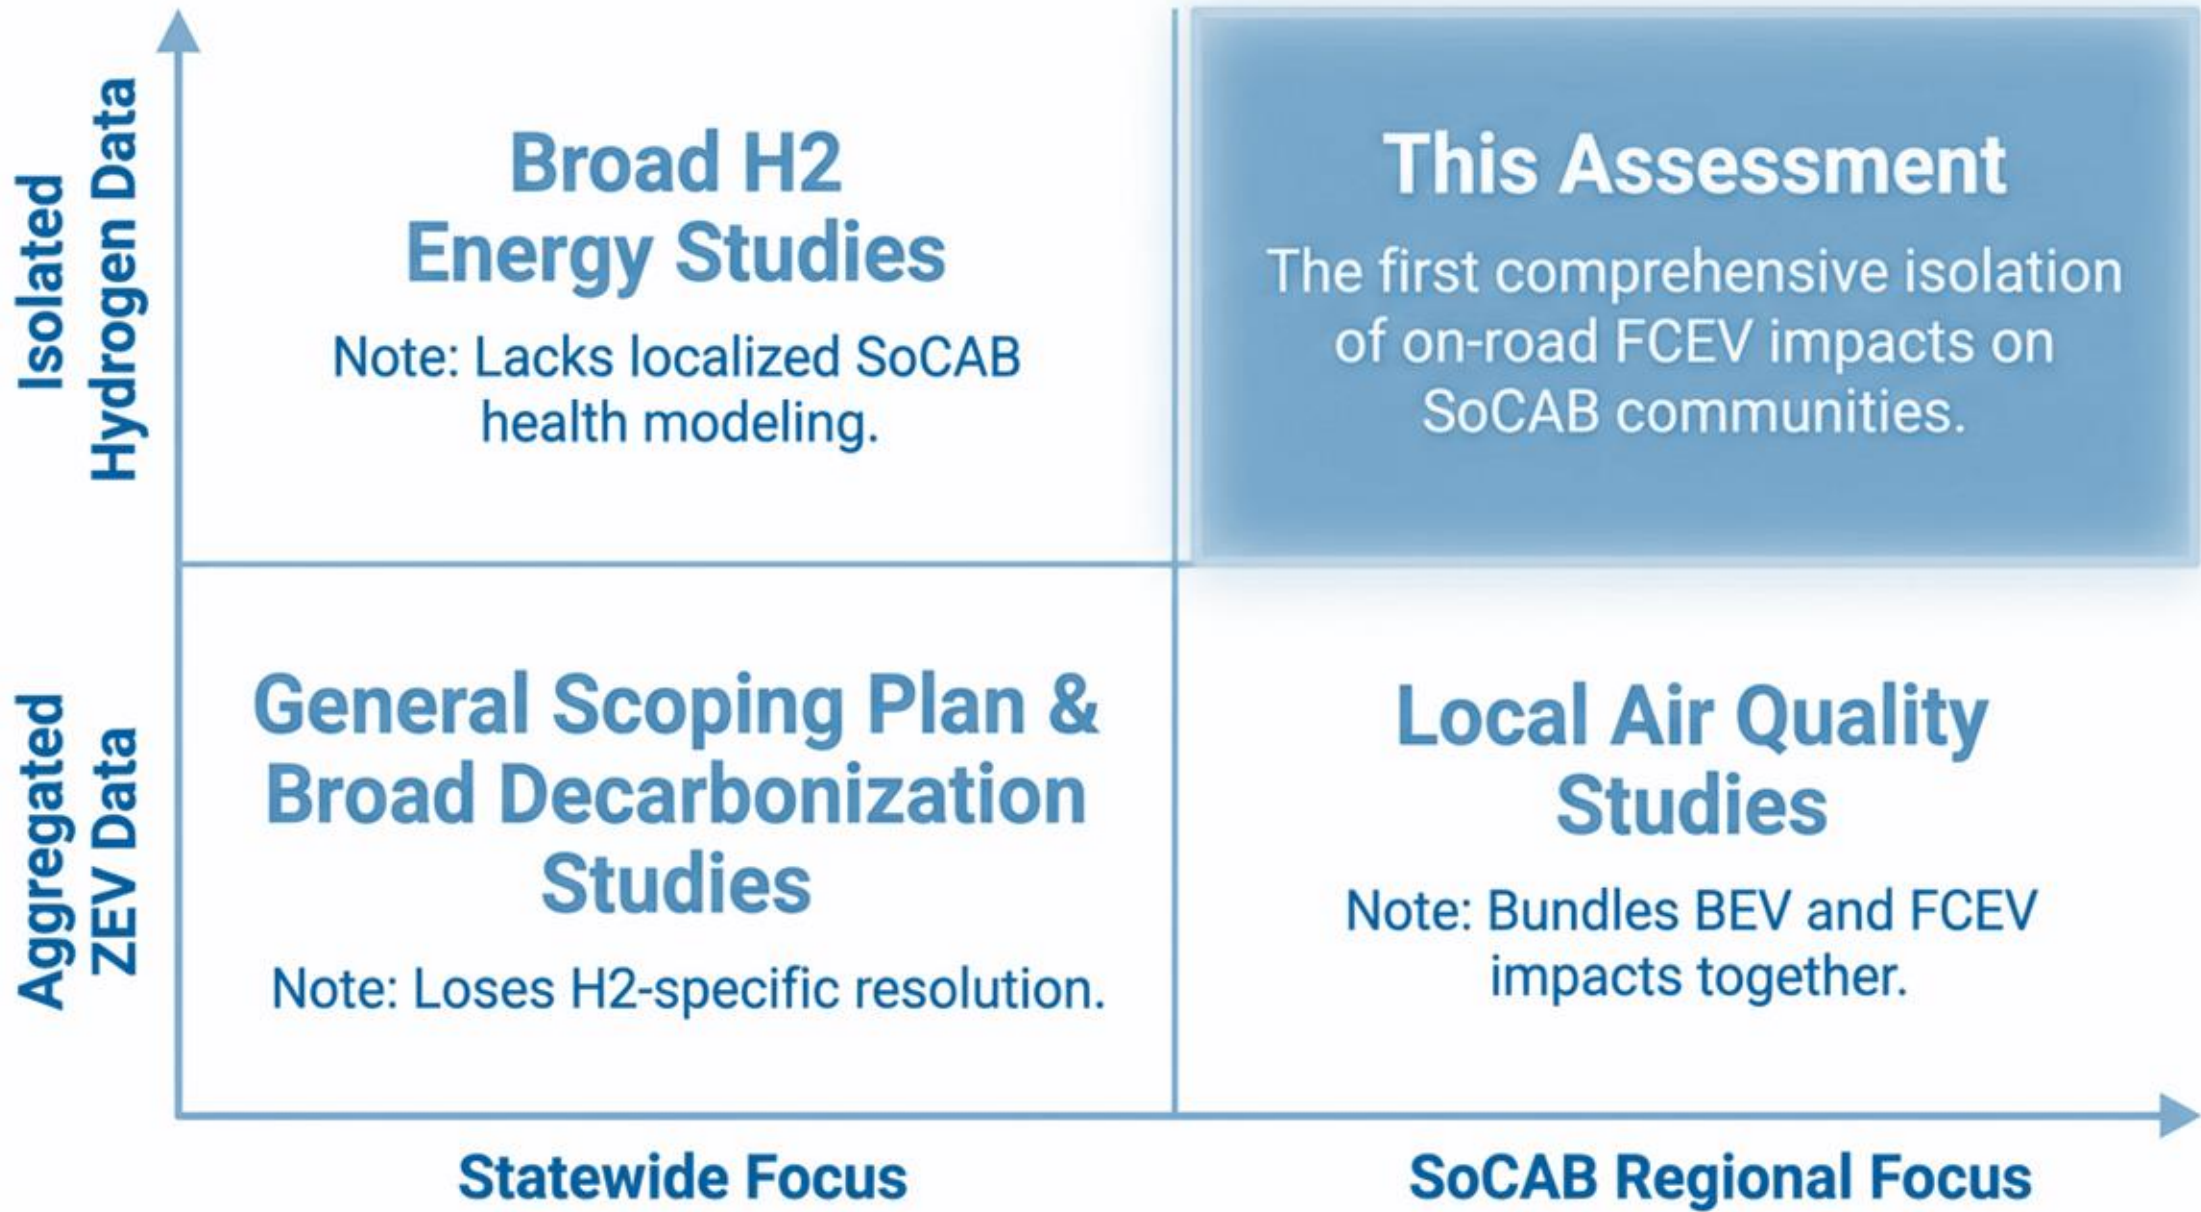 Isolated
Hydrogen Data
Broad H2
Energy Studies
Note: Lacks localized SoCAB
health modeling.
This Assessment
The first comprehensive isolation
of on-road FCEV impacts on
SoCAB communities.
Aggregated
ZEV Data
General Scoping Plan &
Broad Decarbonization
Studies
Note: Loses H2-specific resolution.
Local Air Quality
Studies
Note: Bundles BEV and FCEV
impacts together.
Statewide Focus
SoCAB Regional Focus